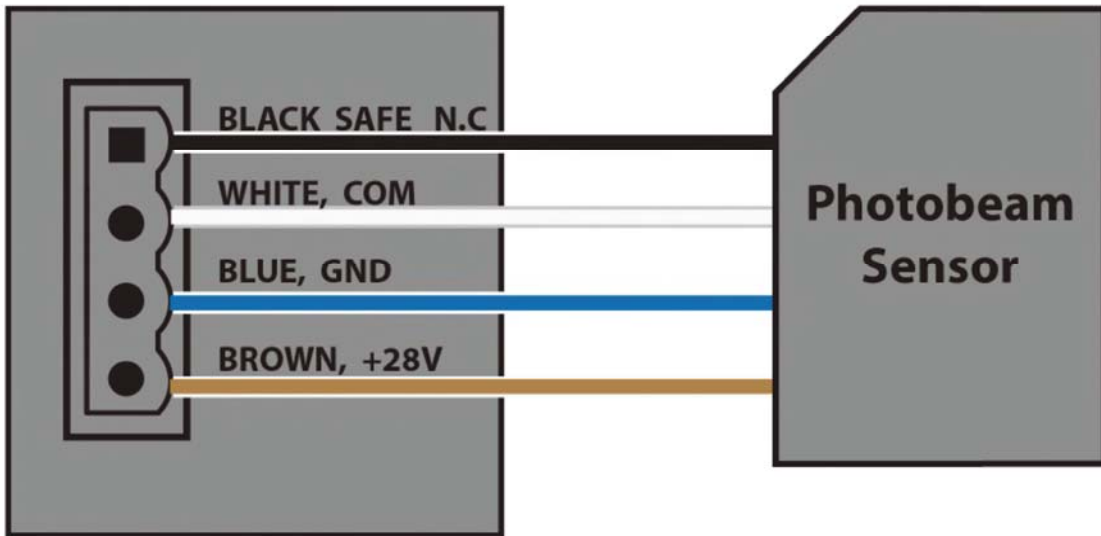 BLACK SAFE N.C
WHITE, COM
BLUE, GND
BROWN, +28V
Photobeam
Sensor